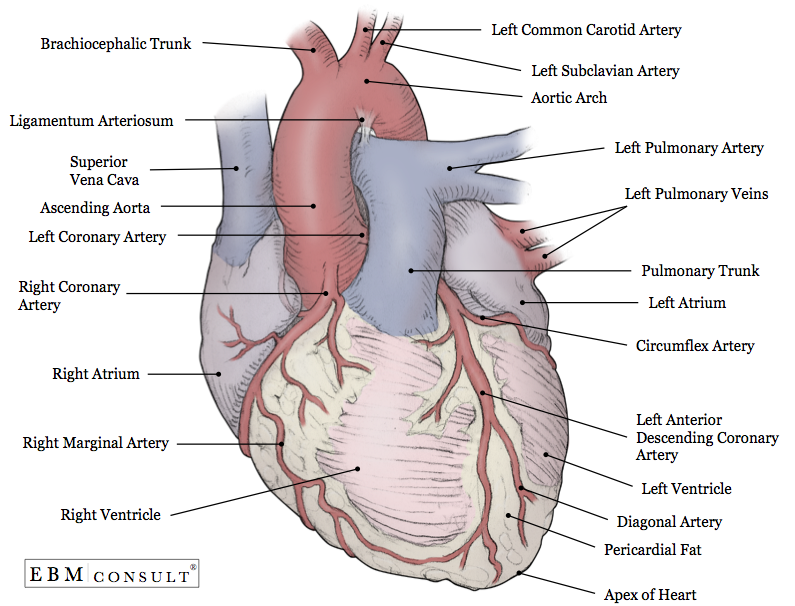 Brachiocephalic Trunk
Ligamentum Arteriosum
Superior
Vena Cava
Ascending Aorta
Left Coronary Artery
Right Coronary
Artery
Right Atrium
Right Marginal Artery
Right Ventricle
Left Common Carotid Artery
Left Subclavian Artery
Aortic Arch
Left Pulmonary Artery
Left Pulmonary Veins
Pulmonary Trunk
Left Atrium
Circumflex Artery
Left Anterior
Descending Coronary
Artery
Left Ventricle
Diagonal Artery
Pericardial Fat
Apex of Heart
EBM CONSULT®